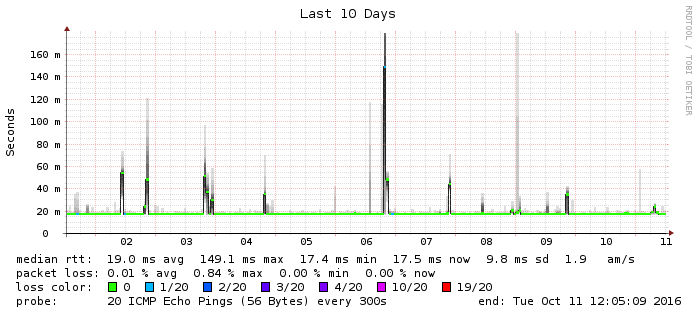 Last 10 Days
RRDTOOL / TOBI OETIKER
Seconds
160 m
140 m
120 m
100 m
80 m
60 m
40 m
20 m
0
02 03 04 05 06 07 08 09 10 11
median rtt: 19.0 ms avg 149.1 ms max 17.4 ms min 17.5 ms now 9.8 ms sd 1.9 am/s
packet loss: 0.01 % avg 0.84 % max 0.00 % min 0.00 % now
loss color: 0 1/20 2/20 3/20 4/20 10/20 19/20
probe: 20 ICMP Echo Pings (56 Bytes) every 300s end: Tue Oct 11 12:05:09 2016